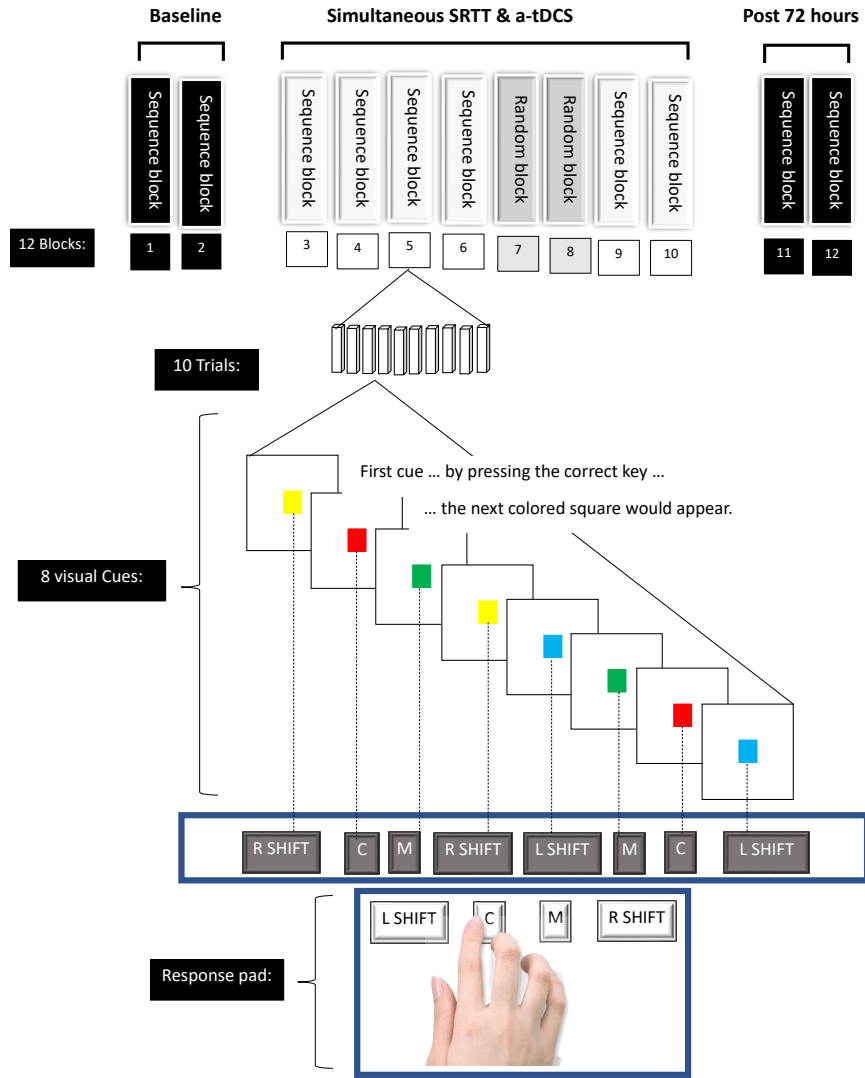 Baseline
Simultaneous SRTT & a-tDCS
Post 72 hours
Sequence block
Sequence block
Sequence block
Sequence block
Sequence block
Sequence block
Random block
Random block
Sequence block
Sequence block
Sequence block
Sequence block
12 Blocks:
1
2
3
4
5
6
7
8
9
10
11
12
10 Trials:
First cue ... by pressing the correct key ...
... the next colored square would appear.
8 visual Cues:
R SHIFT
C
M
R SHIFT
L SHIFT
M
C
L SHIFT
L SHIFT
C
M
R SHIFT
Response pad: